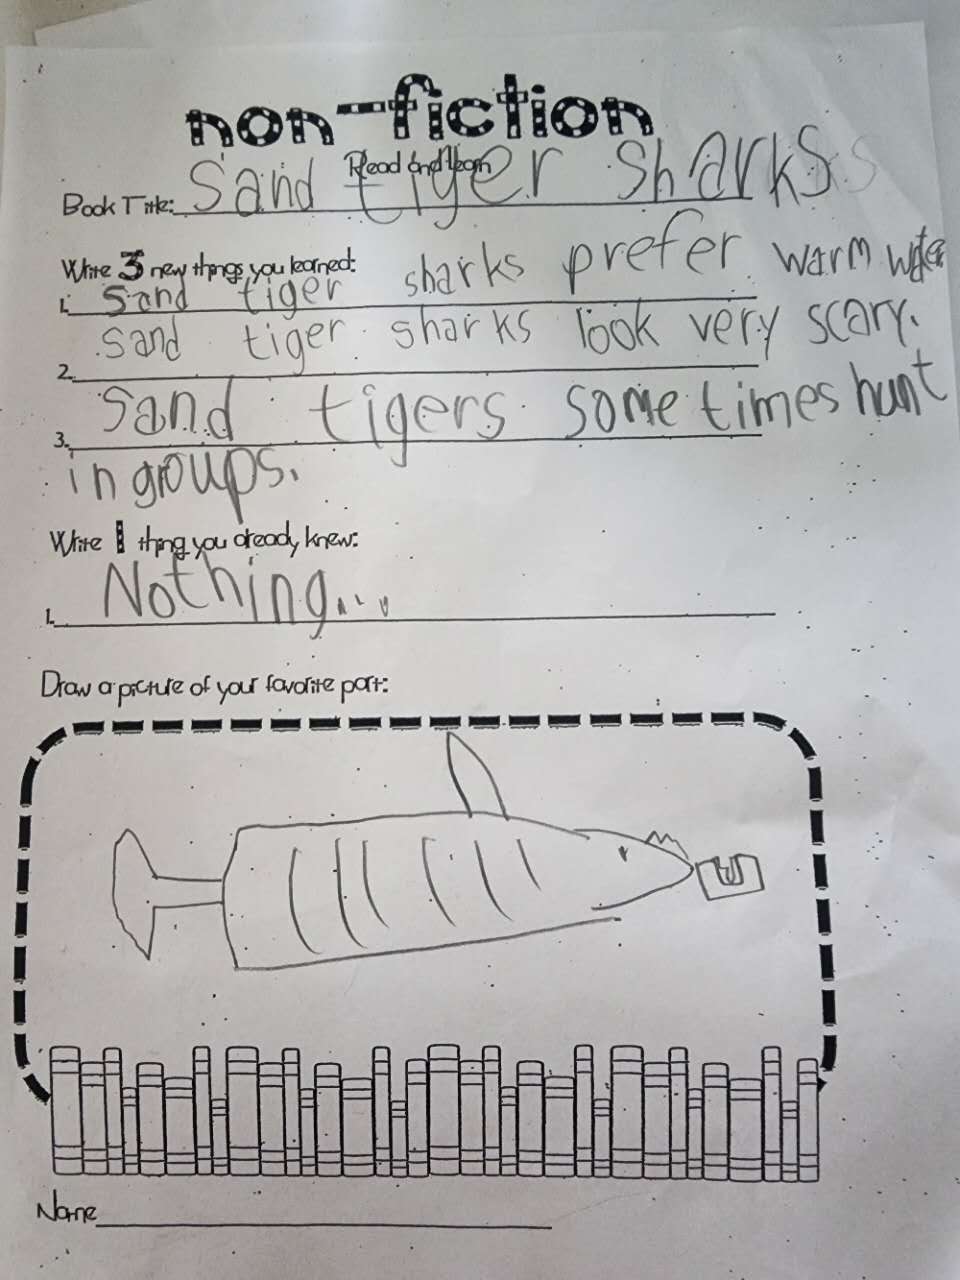 non-fiction
Read and learn
Book Title: Sand tiger Sharks
Write 3 new things you learned:
1. Sand tiger sharks prefer warm water
2. sand tiger sharks look very scary.
3. Sand tigers sometimes hunt
in groups.
Write 1 thing you already knew:
1. Nothing...
Draw a picture of your favorite part:
Name